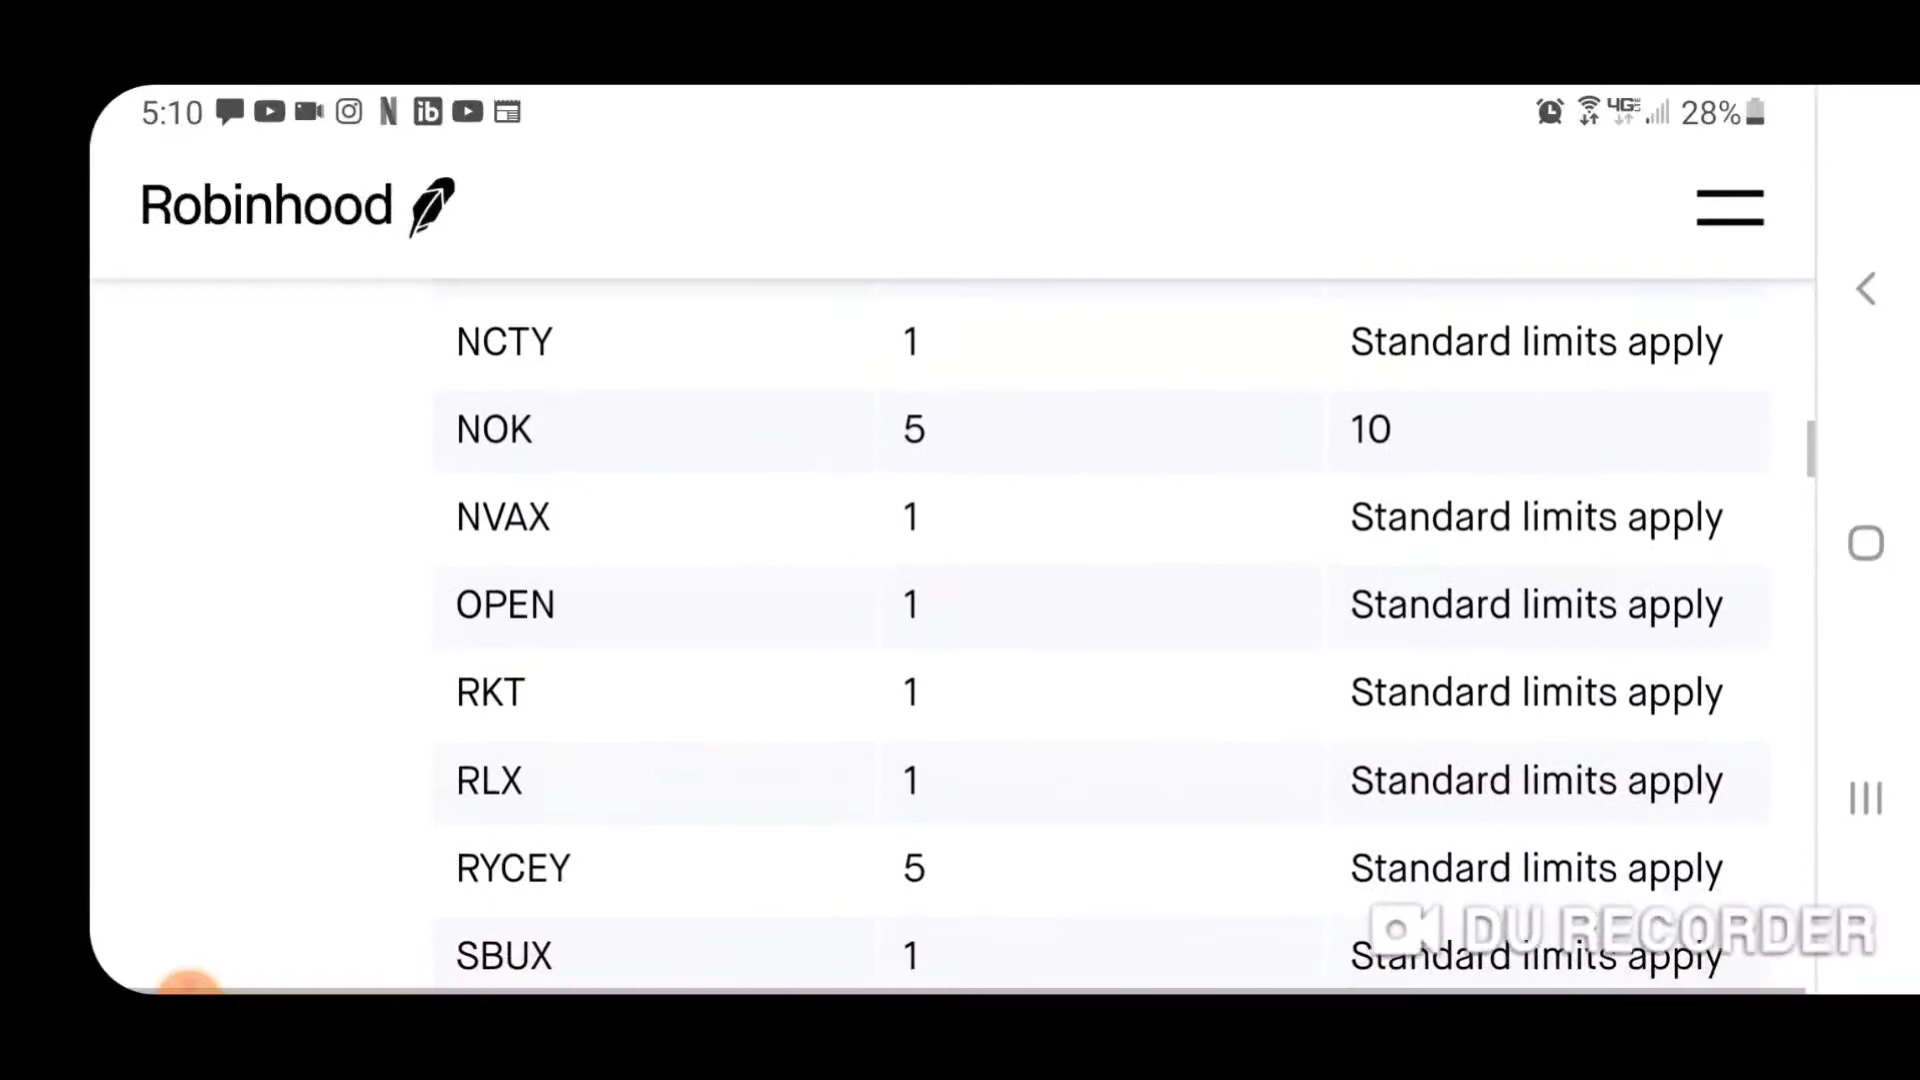 5:10 N ib 4GE 28%
Robinhood
NCTY 1 Standard limits apply
NOK 5 10
NVAX 1 Standard limits apply
OPEN 1 Standard limits apply
RKT 1 Standard limits apply
RLX 1 Standard limits apply
RYCEY 5 Standard limits apply
DU RECORDER
SBUX 1 Standard limits apply